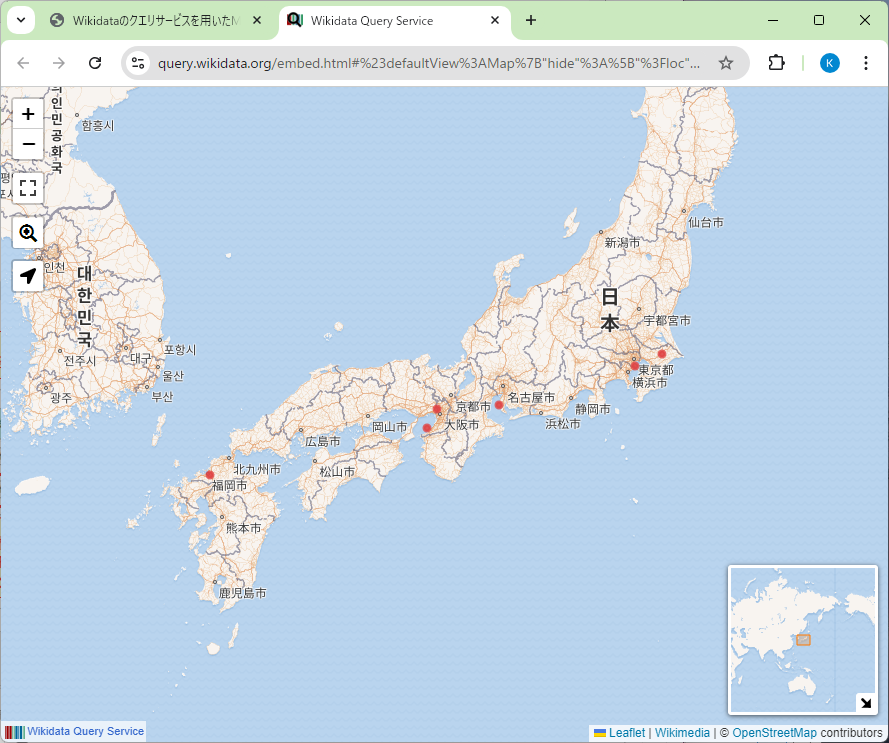 Wikidataのクエリサービスを用いたM
Wikidata Query Service
query.wikidata.org/embed.html#%23defaultView%3AMap%7B"hide"%3A%5B"%3Floc"...
K
인민공화국
함흥시
평
포시
인천
대한민국
전주시
대구
포항시
울산
광주
부산
仙台市
新潟市
日本
宇都宮市
東京都
横浜市
名古屋市
静岡市
浜松市
京都市
大阪市
岡山市
広島市
松山市
北九州市
福岡市
熊本市
鹿児島市
Wikidata Query Service
Leaflet | Wikimedia | © OpenStreetMap contributors